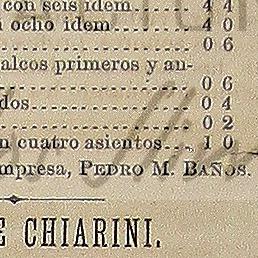 con seis idem...... 4 4
ocho idem...... 4 0
...... 0 6
alcos primeros y an-
...... 0 6
dos...... 0 4
...... 0 2
n cuatro asientos... 1 0
mpresa, PEDRO M. BAÑOS.
E CHIARINI.